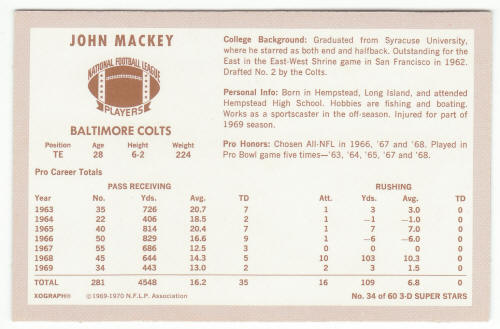 JOHN MACKEY
NATIONAL FOOTBALL LEAGUE
PLAYERS
BALTIMORE COLTS
Position Age Height Weight
TE 28 6-2 224
College Background: Graduated from Syracuse University,
where he starred as both end and halfback. Outstanding for the
East in the East-West Shrine game in San Francisco in 1962.
Drafted No. 2 by the Colts.
Personal Info: Born in Hempstead, Long Island, and attended
Hempstead High School. Hobbies are fishing and boating.
Works as a sportscaster in the off-season. Injured for part of
1969 season.
Pro Honors: Chosen All-NFL in 1966, '67 and '68. Played in
Pro Bowl game five times—'63, '64, '65, '67 and '68.
Pro Career Totals
PASS RECEIVING RUSHING
Year No. Yds. Avg. TD Att. Yds. Avg. TD
1963 35 726 20.7 7 1 3 3.0 0
1964 22 406 18.5 2 1 —1 —1.0 0
1965 40 814 20.4 7 1 7 7.0 0
1966 50 829 16.6 9 1 —6 —6.0 0
1967 55 686 12.5 3 0 0 0 0
1968 45 644 14.3 5 10 103 10.3 0
1969 34 443 13.0 2 2 3 1.5 0
TOTAL 281 4548 16.2 35 16 109 6.8 0
XOGRAPH® © 1969-1970 N.F.L.P. Association No. 34 of 60 3-D SUPER STARS